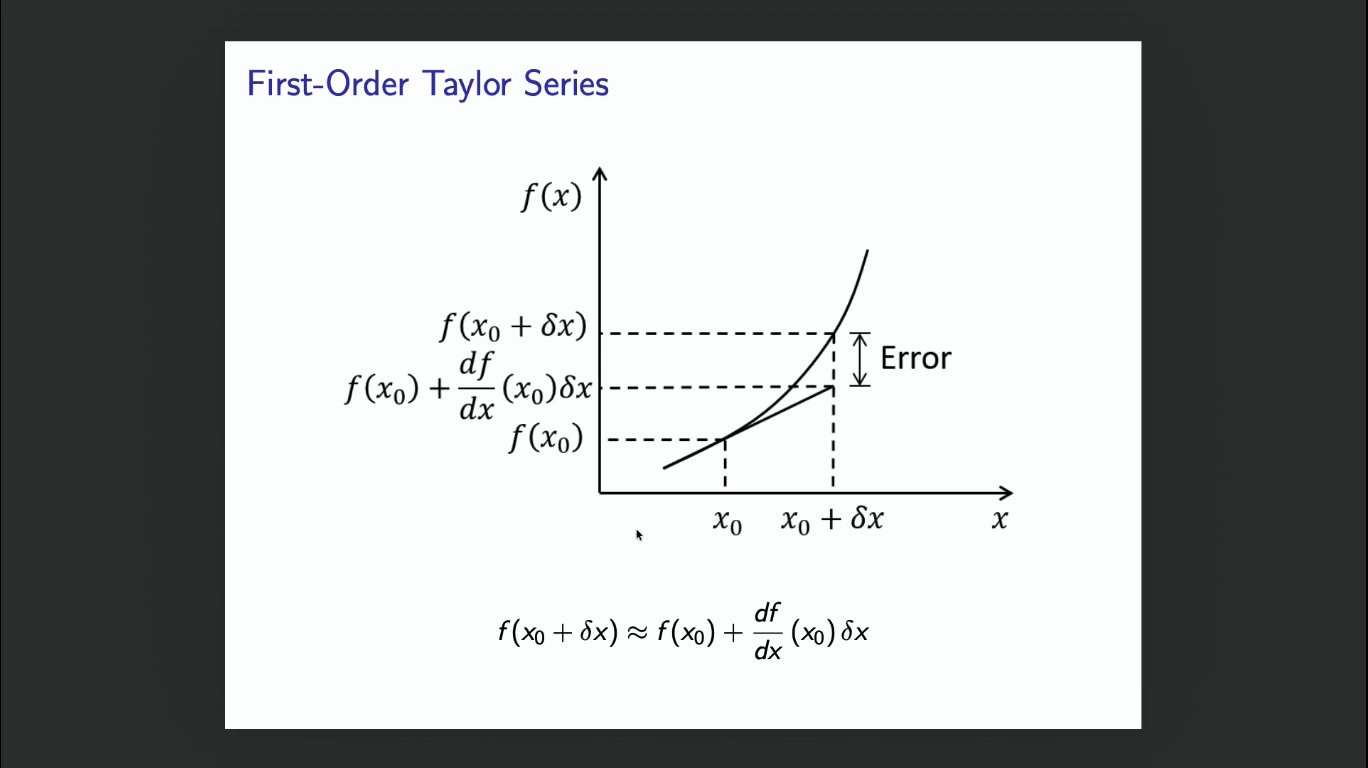 First-Order Taylor Series
f(x)
f(x₀ + δx)
f(x₀) + df/dx (x₀)δx
Error
f(x₀)
x₀ x₀ + δx x
f(x₀ + δx) ≈ f(x₀) + df/dx (x₀) δx